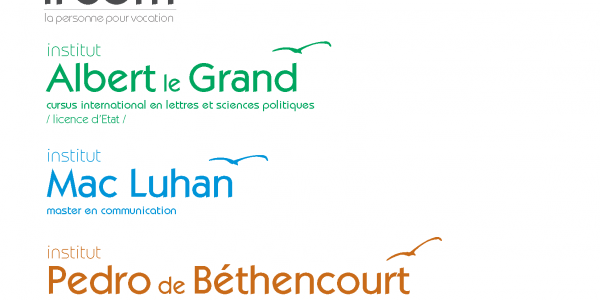 la personne pour vocation
institut
Albert le Grand
cursus international en lettres et sciences politiques
/ licence d'Etat /
institut
Mac Luhan
master en communication
institut
Pedro de Béthencourt